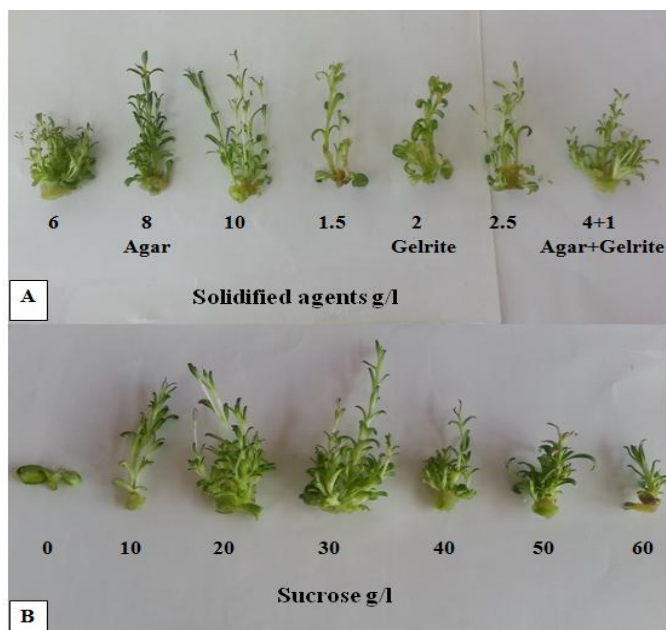 6 8 10 1.5 2 2.5 4+1
Agar Gelrite Agar+Gelrite
A
Solidified agents g/l
0 10 20 30 40 50 60
Sucrose g/l
B